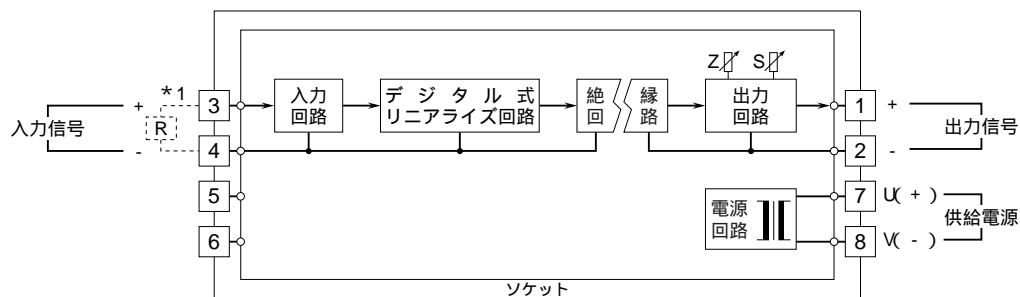 Z S
*1
3 入力 デジタル式 絶 縁 出力 1 +
回路 リニアライズ回路 回 路 回路
+
入力信号 R 出力信号
-
4 2 -
5 電源 7 U( + )
回路 供給電源
6 8 V( - )
ソケット